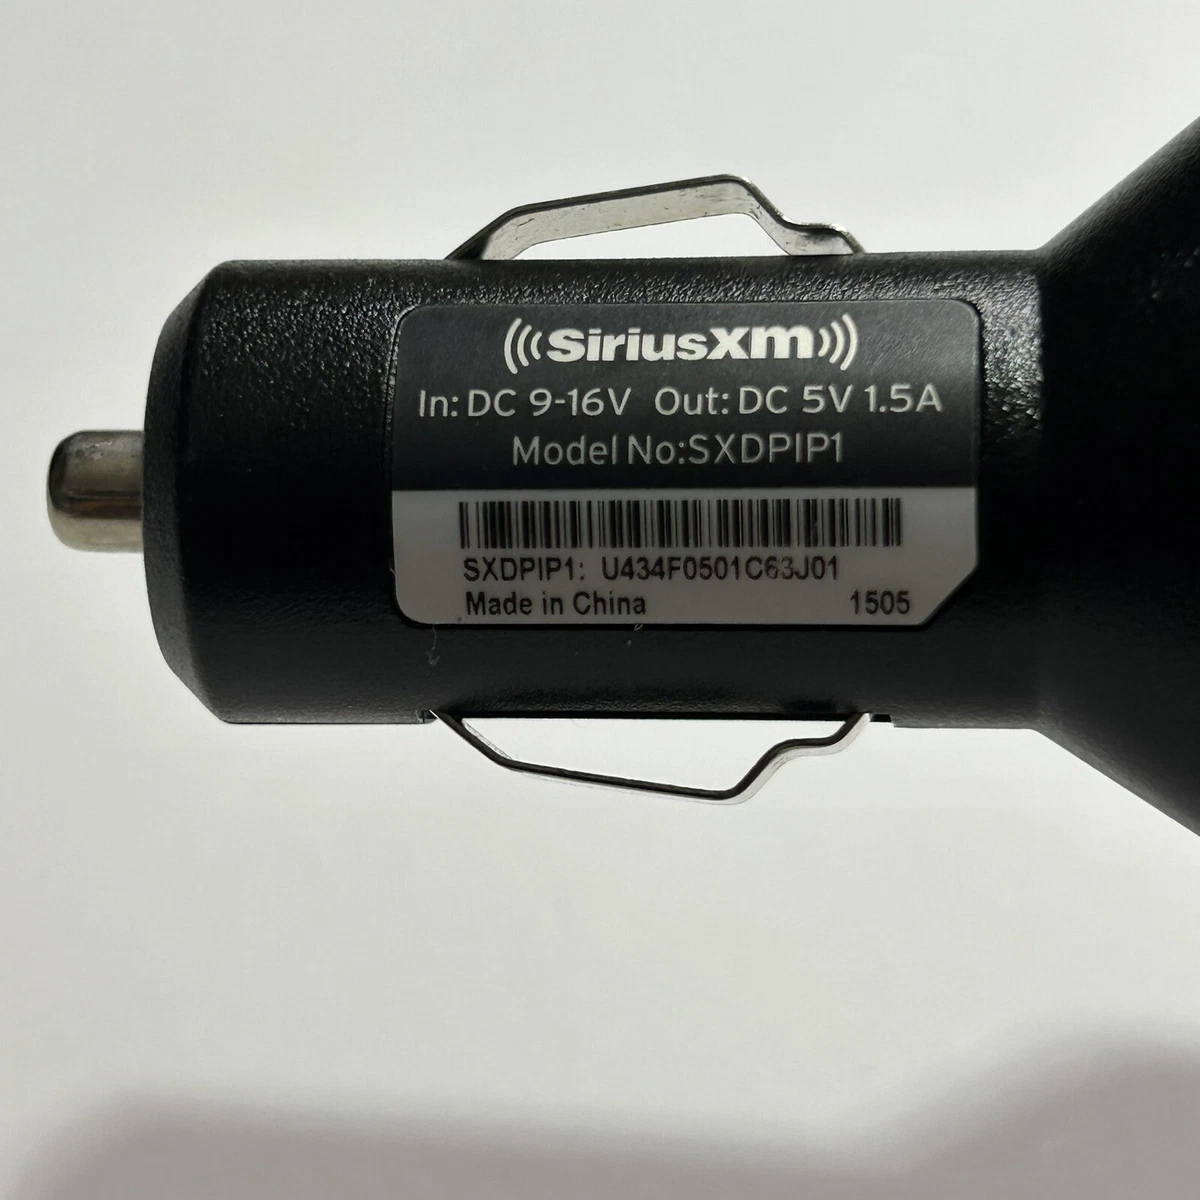 SiriusXM
In: DC 9-16V Out: DC 5V 1.5A
Model No:SXDPIP1
SXDPIP1: U434F0501C63J01
Made in China 1505